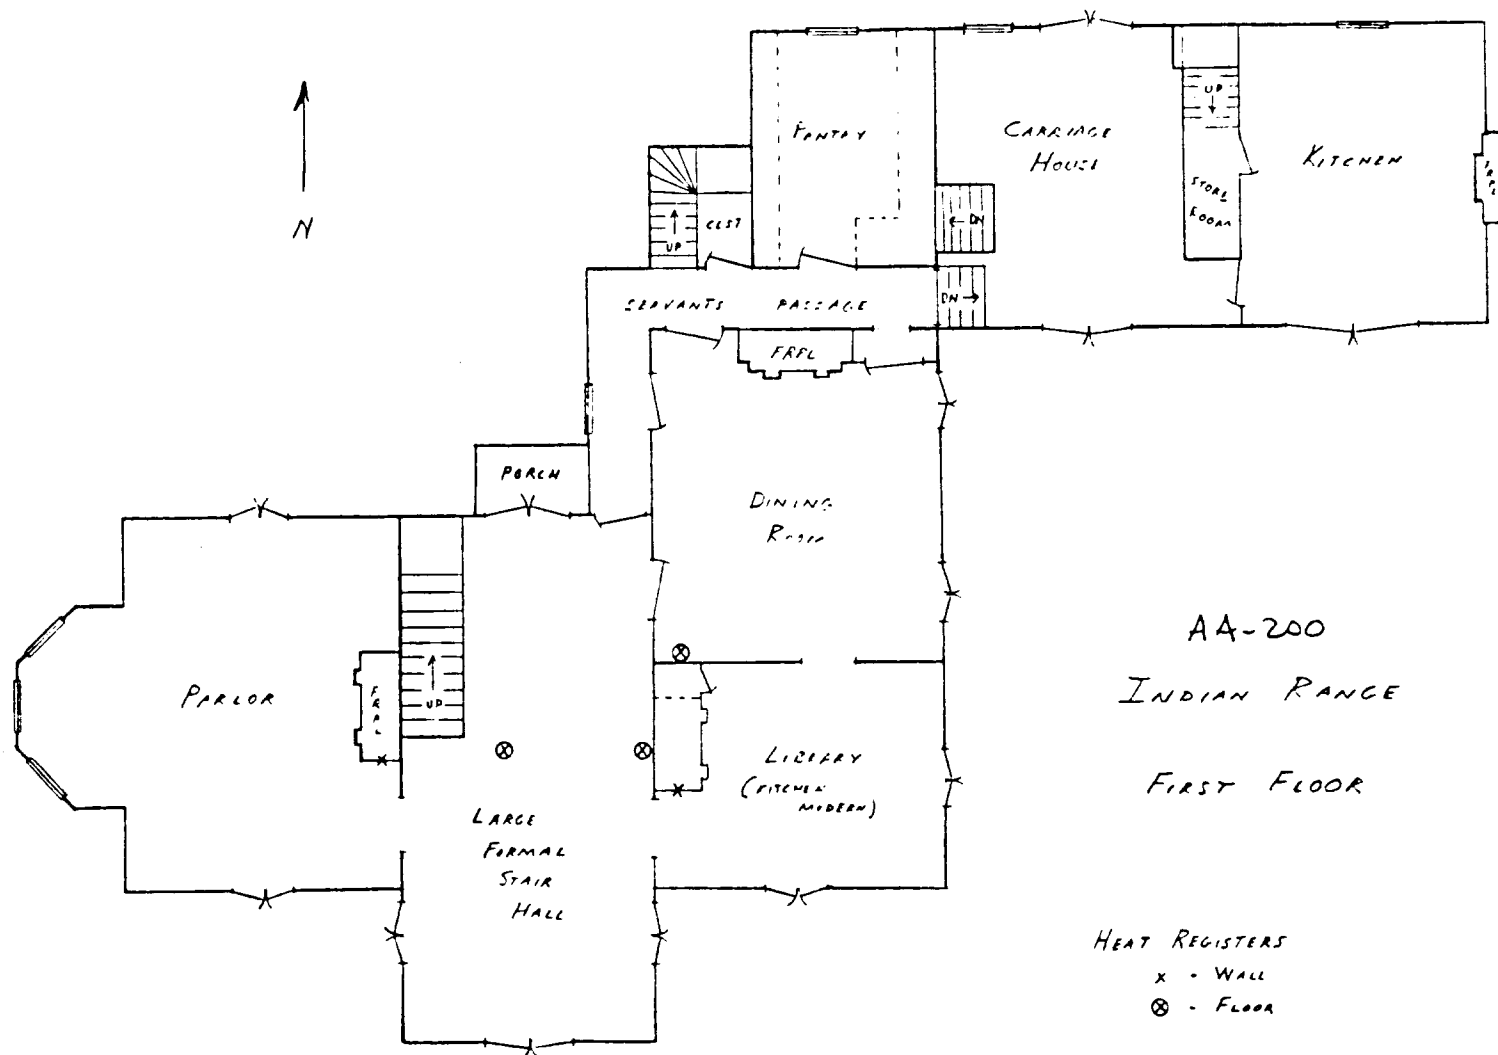 N
PANTRY
CARRIAGE
HOUSE
UP
KITCHEN
FRPL
STORE
ROOM
CLST
UP
← DN
SERVANTS PASSAGE
DN →
FRPL
PORCH
DINING
ROOM
PARLOR
FRPL
UP
LIBRARY
(KITCHEN
MODERN)
LARGE
FORMAL
STAIR
HALL
AA-200
INDIAN RANGE
FIRST FLOOR
HEAT REGISTERS
x - WALL
⊗ - FLOOR